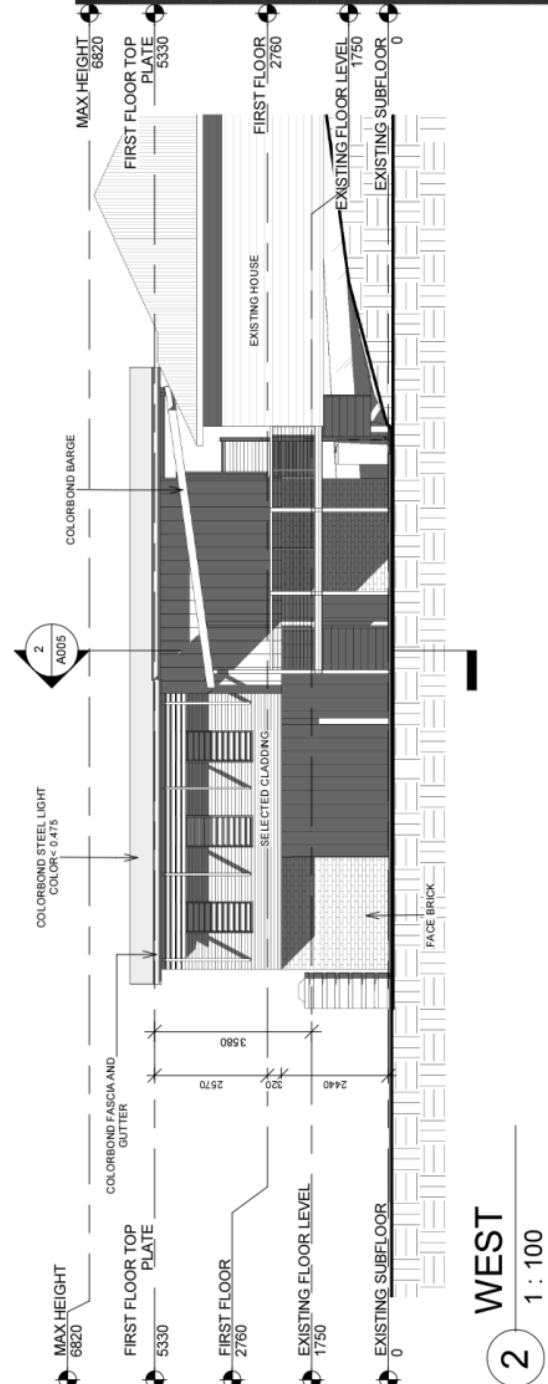 MAX HEIGHT
6820
FIRST FLOOR TOP
PLATE
5330
FIRST FLOOR
2760
EXISTING FLOOR LEVEL
1750
EXISTING SUBFLOOR
0
COLORBOND FASCIA AND
GUTTER
COLORBOND STEEL LIGHT
COLOR< 0.475
2
A005
COLORBOND BARGE
MAX HEIGHT
6820
FIRST FLOOR TOP
PLATE
5330
FIRST FLOOR
2760
EXISTING FLOOR LEVEL
1750
EXISTING SUBFLOOR
0
3580
2570
320
2440
SELECTED CLADDING
EXISTING HOUSE
FACE BRICK
2
WEST
1 : 100